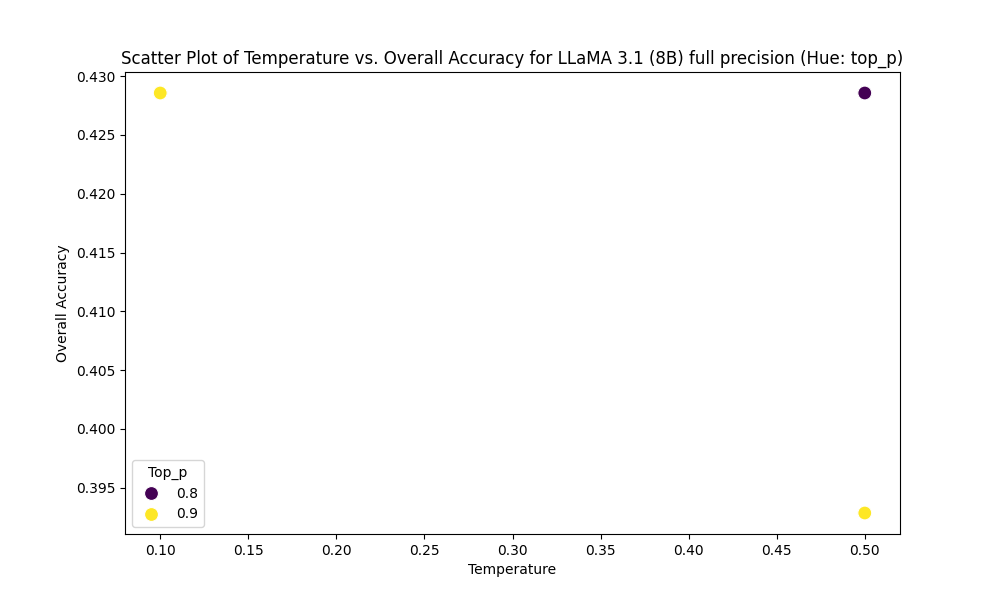 Scatter Plot of Temperature vs. Overall Accuracy for LLaMA 3.1 (8B) full precision (Hue: top_p)
Overall Accuracy
0.430
0.425
0.420
0.415
0.410
0.405
0.400
0.395
Top_p
0.8
0.9
0.10 0.15 0.20 0.25 0.30 0.35 0.40 0.45 0.50
Temperature